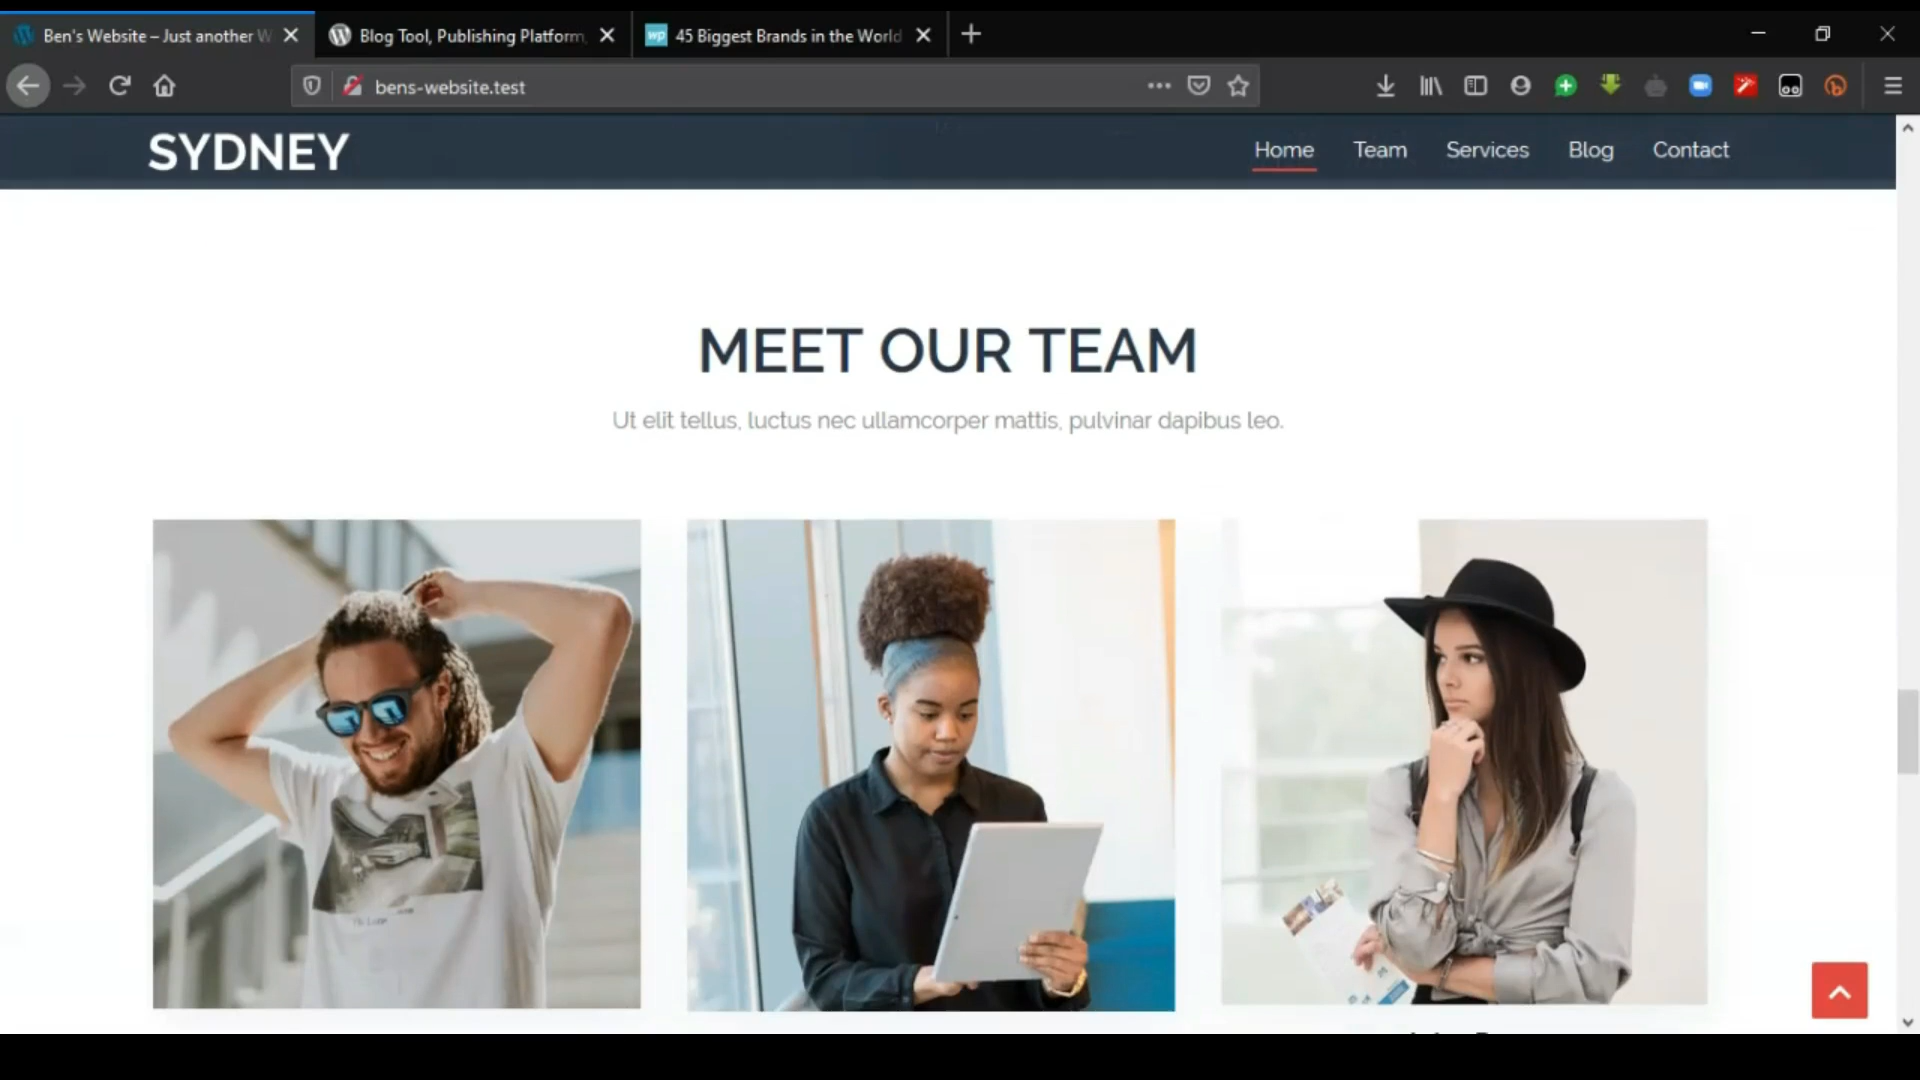 Ben's Website – Just another W
Blog Tool, Publishing Platform,
wp
45 Biggest Brands in the World
bens-website.test
SYDNEY
Home
Team
Services
Blog
Contact
MEET OUR TEAM
Ut elit tellus, luctus nec ullamcorper mattis, pulvinar dapibus leo.